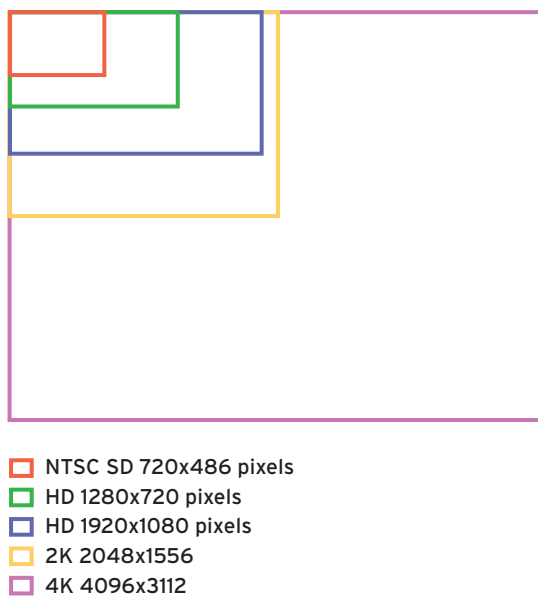 NTSC SD 720x486 pixels
HD 1280x720 pixels
HD 1920x1080 pixels
2K 2048x1556
4K 4096x3112